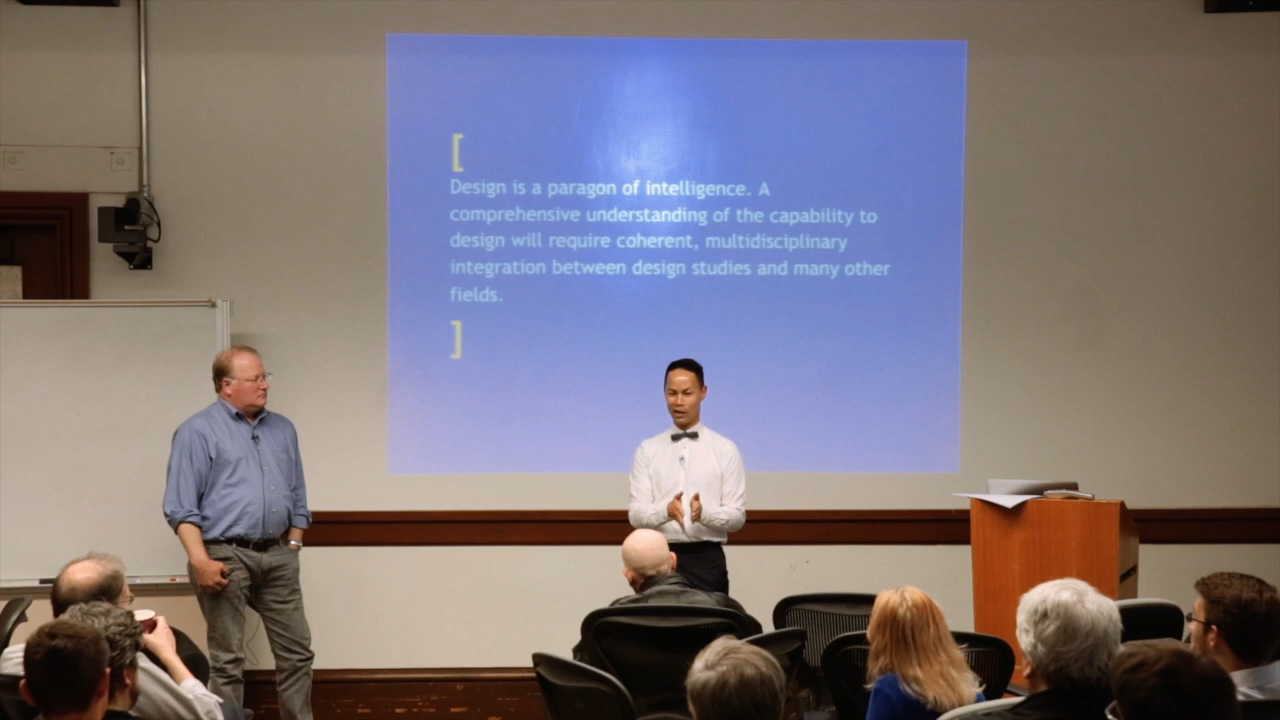 [
Design is a paragon of intelligence. A
comprehensive understanding of the capability to
design will require coherent, multidisciplinary
integration between design studies and many other
fields.
]